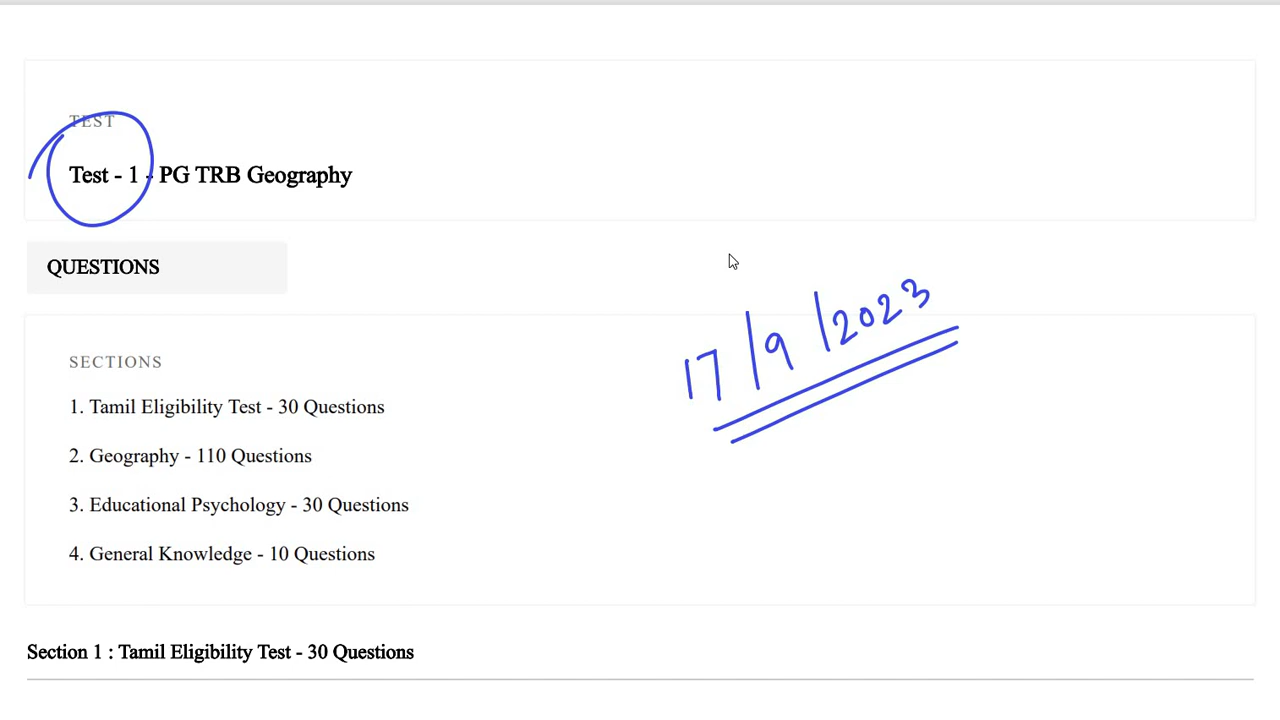 TEST
Test - 1 - PG TRB Geography
QUESTIONS
17/9/2023
SECTIONS
1. Tamil Eligibility Test - 30 Questions
2. Geography - 110 Questions
3. Educational Psychology - 30 Questions
4. General Knowledge - 10 Questions
Section 1 : Tamil Eligibility Test - 30 Questions